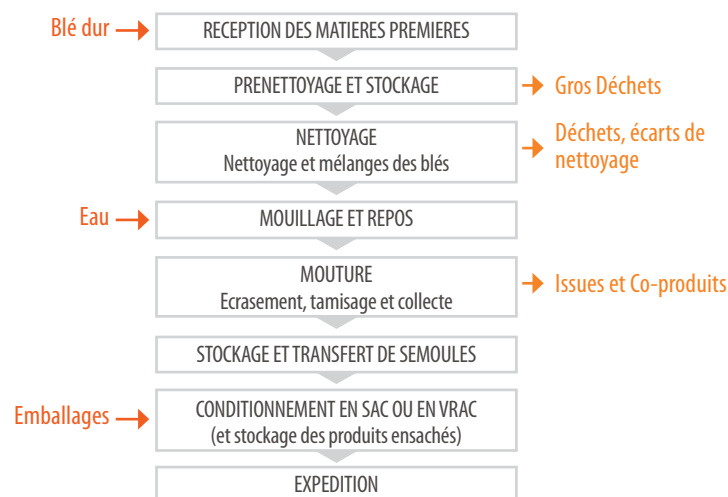 Blé dur
RECEPTION DES MATIERES PREMIERES
PRENETTOYAGE ET STOCKAGE
Gros Déchets
NETTOYAGE
Nettoyage et mélanges des blés
Déchets, écarts de
nettoyage
Eau
MOUILLAGE ET REPOS
MOUTURE
Ecrasement, tamisage et collecte
Issues et Co-produits
STOCKAGE ET TRANSFERT DE SEMOULES
Emballages
CONDITIONNEMENT EN SAC OU EN VRAC
(et stockage des produits ensachés)
EXPEDITION